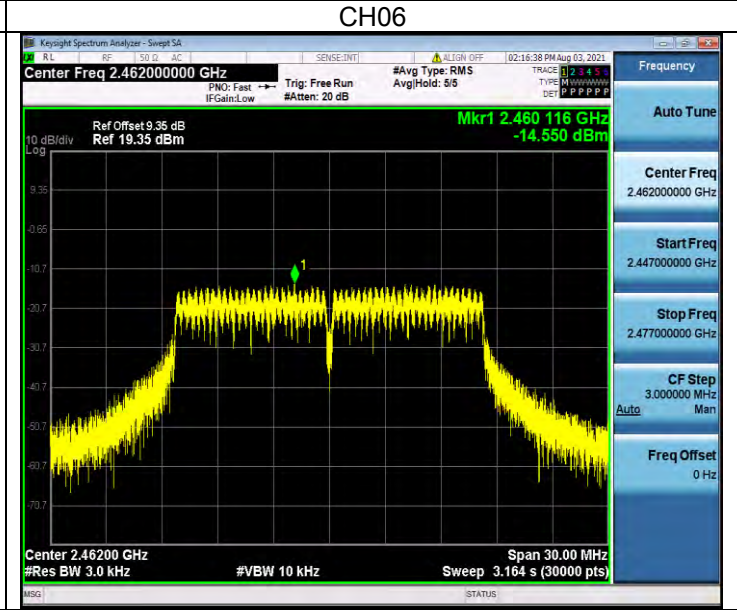 CH06
Keysight Spectrum Analyzer - Swept SA
RL RF 50 Ω AC SENSE:INT ALIGN OFF 02:16:38 PM Aug 03, 2021
Center Freq 2.462000000 GHz
PNO: Fast
IFGain:Low
Trig: Free Run
#Atten: 20 dB
#Avg Type: RMS
Avg|Hold: 5/5
TRACE 1 2 3 4 5 6
TYPE M WWWWW
DET P P P P P P
Frequency
Mkr1 2.460 116 GHz
-14.550 dBm
Ref Offset 9.35 dB
10 dB/div Ref 19.35 dBm
Log
9.35
-0.65
-10.7
-20.7
-30.7
-40.7
-50.7
-60.7
-70.7
1
Center 2.46200 GHz Span 30.00 MHz
#Res BW 3.0 kHz #VBW 10 kHz Sweep 3.164 s (30000 pts)
MSG STATUS
Auto Tune
Center Freq
2.462000000 GHz
Start Freq
2.447000000 GHz
Stop Freq
2.477000000 GHz
CF Step
3.000000 MHz
Auto Man
Freq Offset
0 Hz